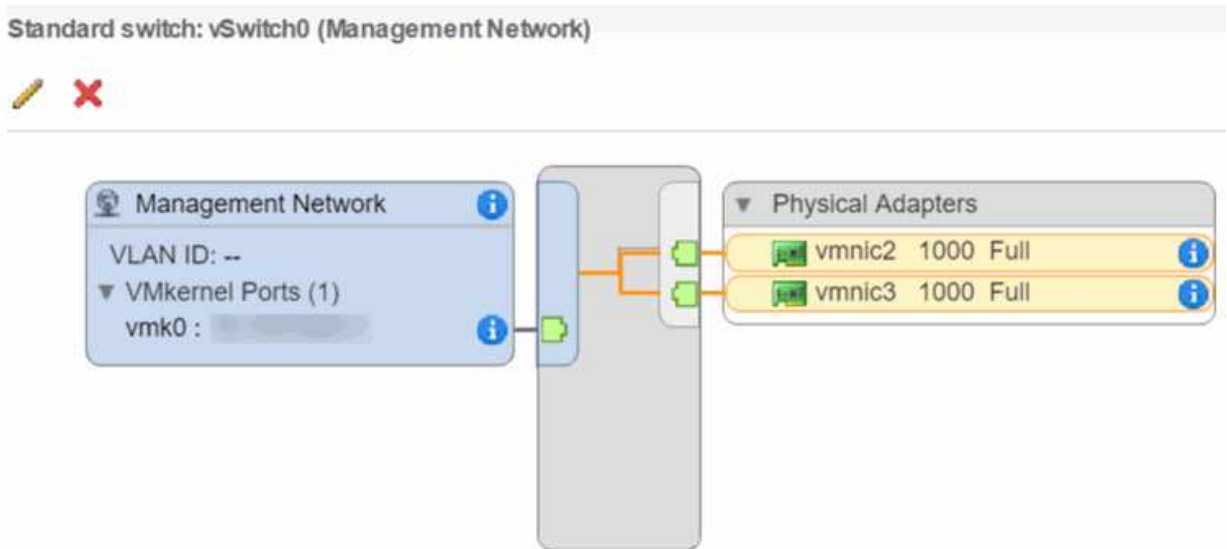 Standard switch: vSwitch0 (Management Network)
Management Network
VLAN ID: --
VMkernel Ports (1)
vmk0 :
Physical Adapters
vmnic2 1000 Full
vmnic3 1000 Full